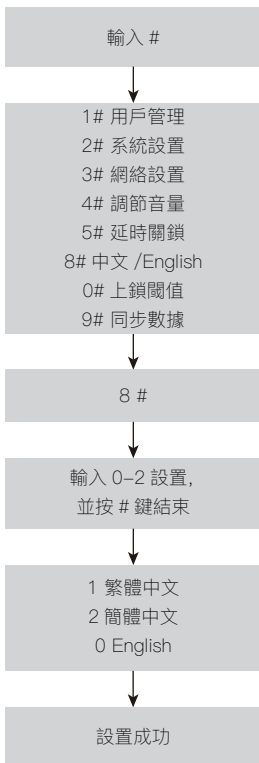 輸入 #
1# 用戶管理
2# 系統設置
3# 網絡設置
4# 調節音量
5# 延時關鎖
8# 中文 /English
0# 上鎖閾值
9# 同步數據
8 #
輸入 0–2 設置,
並按 # 鍵結束
1 繁體中文
2 簡體中文
0 English
設置成功